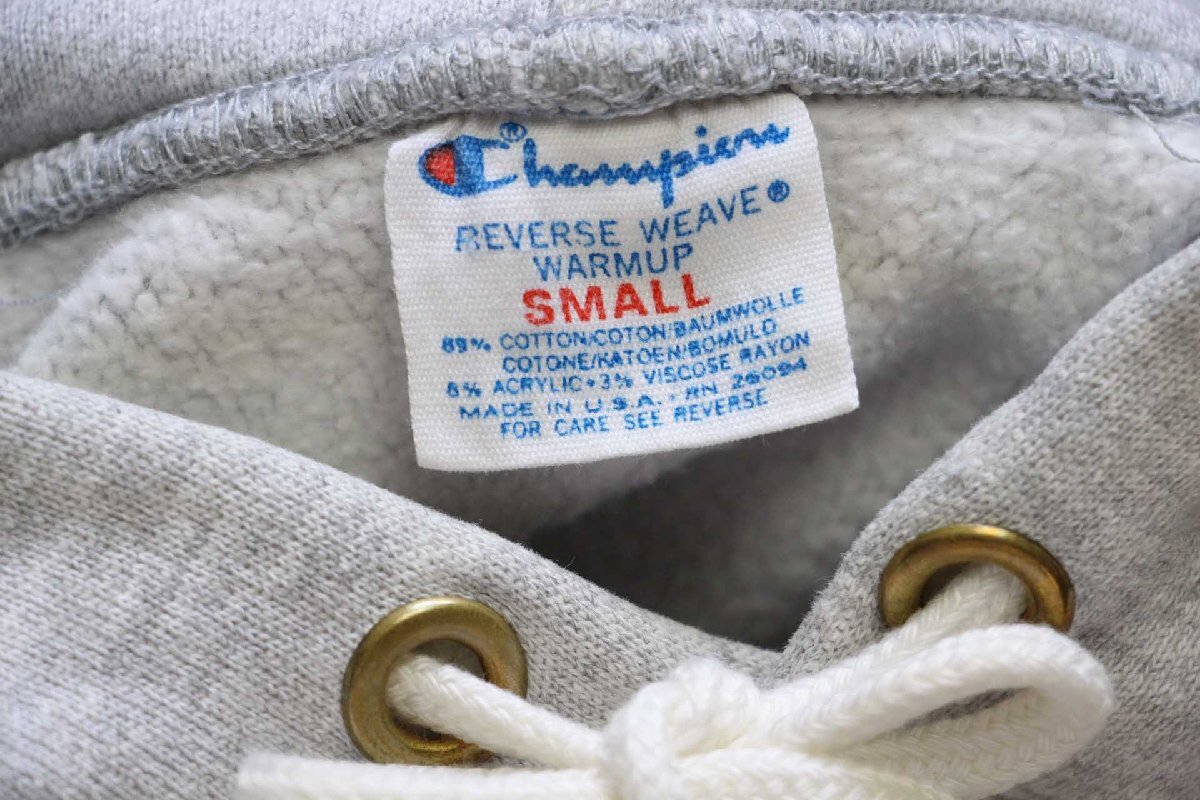 Champion®
REVERSE WEAVE®
WARMUP
SMALL
89% COTTON/COTON/BAUMWOLLE
COTONE/KATOEN/BOMULD
8% ACRYLIC•3% VISCOSE RAYON
MADE IN U.S.A. • RN 26094
FOR CARE SEE REVERSE